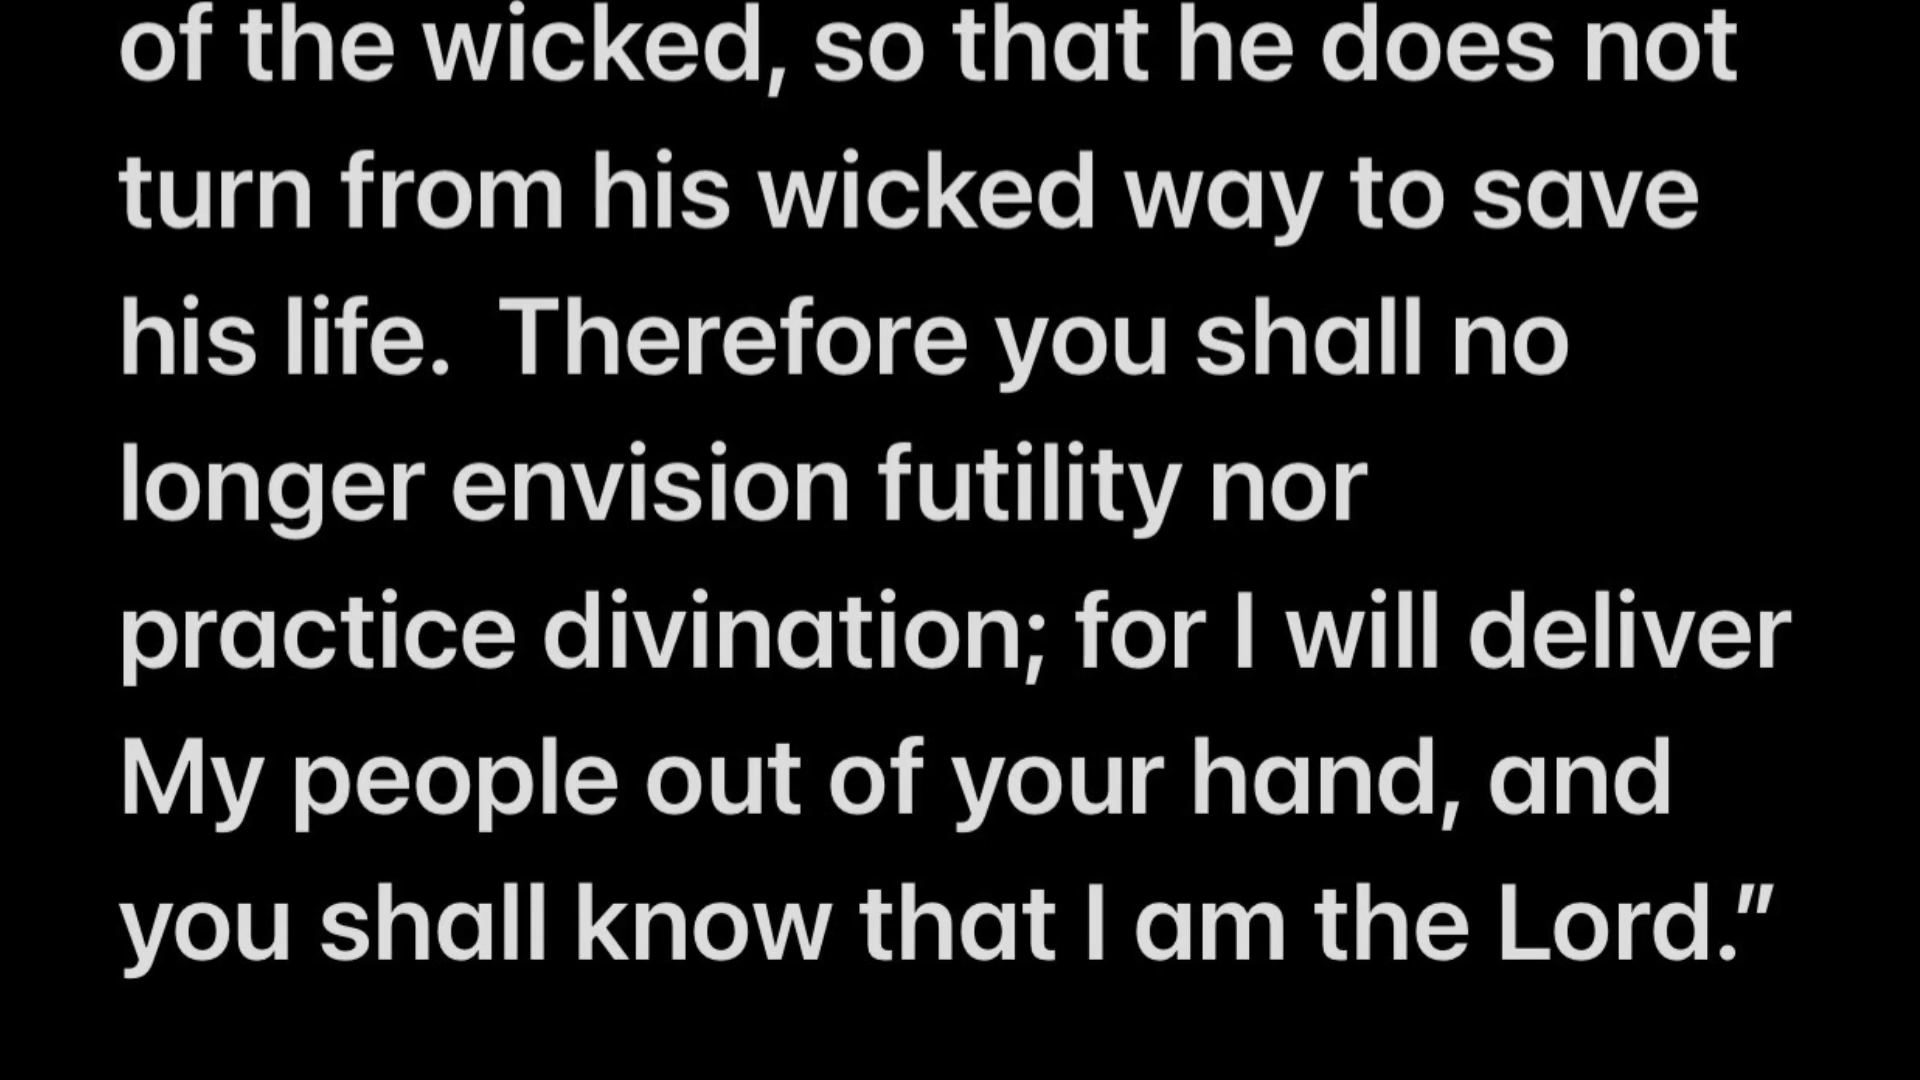 of the wicked, so that he does not
turn from his wicked way to save
his life.  Therefore you shall no
longer envision futility nor
practice divination; for I will deliver
My people out of your hand, and
you shall know that I am the Lord.”